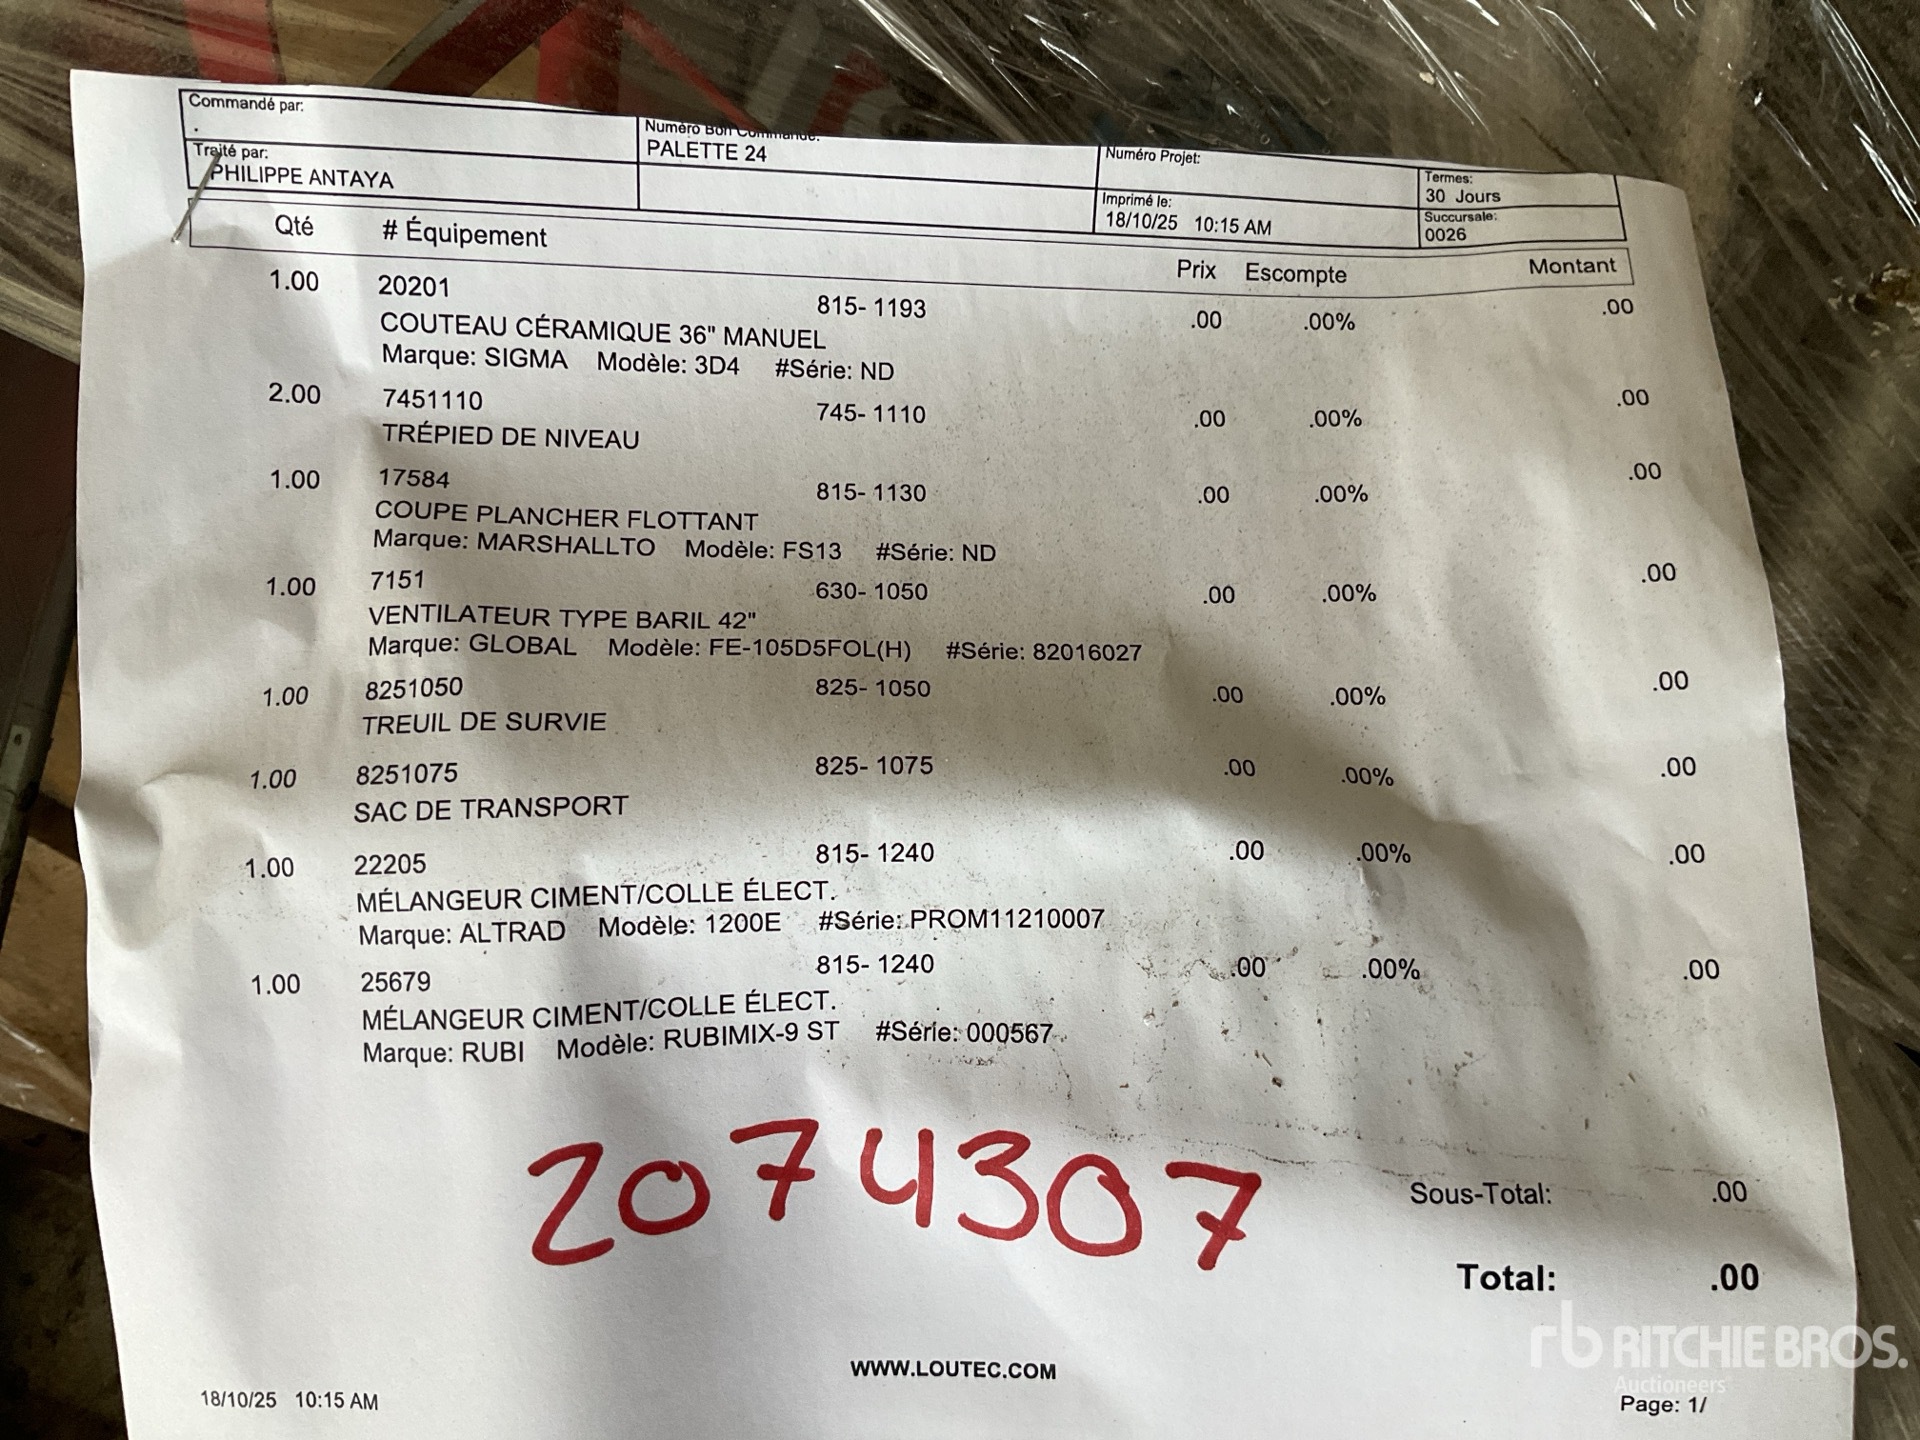 Commandé par:
.
Numéro Bon Commande:
PALETTE 24
Numéro Projet:
Termes:
30 Jours
Traité par:
PHILIPPE ANTAYA
Imprimé le:
18/10/25 10:15 AM
Succursale:
0026
Qté # Équipement Prix Escompte Montant
1.00 20201 815- 1193 .00 .00% .00
COUTEAU CÉRAMIQUE 36" MANUEL
Marque: SIGMA Modèle: 3D4 #Série: ND
2.00 7451110 745- 1110 .00 .00% .00
TRÉPIED DE NIVEAU
1.00 17584 815- 1130 .00 .00% .00
COUPE PLANCHER FLOTTANT
Marque: MARSHALLTO Modèle: FS13 #Série: ND
1.00 7151 630- 1050 .00 .00% .00
VENTILATEUR TYPE BARIL 42"
Marque: GLOBAL Modèle: FE-105D5FOL(H) #Série: 82016027
1.00 8251050 825- 1050 .00 .00% .00
TREUIL DE SURVIE
1.00 8251075 825- 1075 .00 .00% .00
SAC DE TRANSPORT
1.00 22205 815- 1240 .00 .00% .00
MÉLANGEUR CIMENT/COLLE ÉLECT.
Marque: ALTRAD Modèle: 1200E #Série: PROM11210007
1.00 25679 815- 1240 .00 .00% .00
MÉLANGEUR CIMENT/COLLE ÉLECT.
Marque: RUBI Modèle: RUBIMIX-9 ST #Série: 000567
2074307
Sous-Total: .00
Total: .00
rb RITCHIE BROS.
Auctioneers
WWW.LOUTEC.COM
18/10/25 10:15 AM
Page: 1/